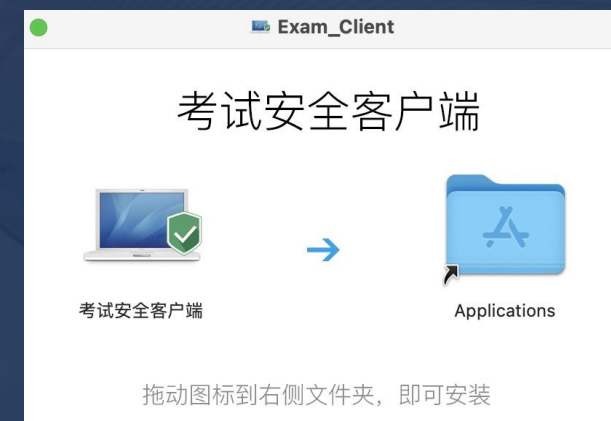 Exam_Client
考试安全客户端
考试安全客户端
Applications
拖动图标到右侧文件夹，即可安装